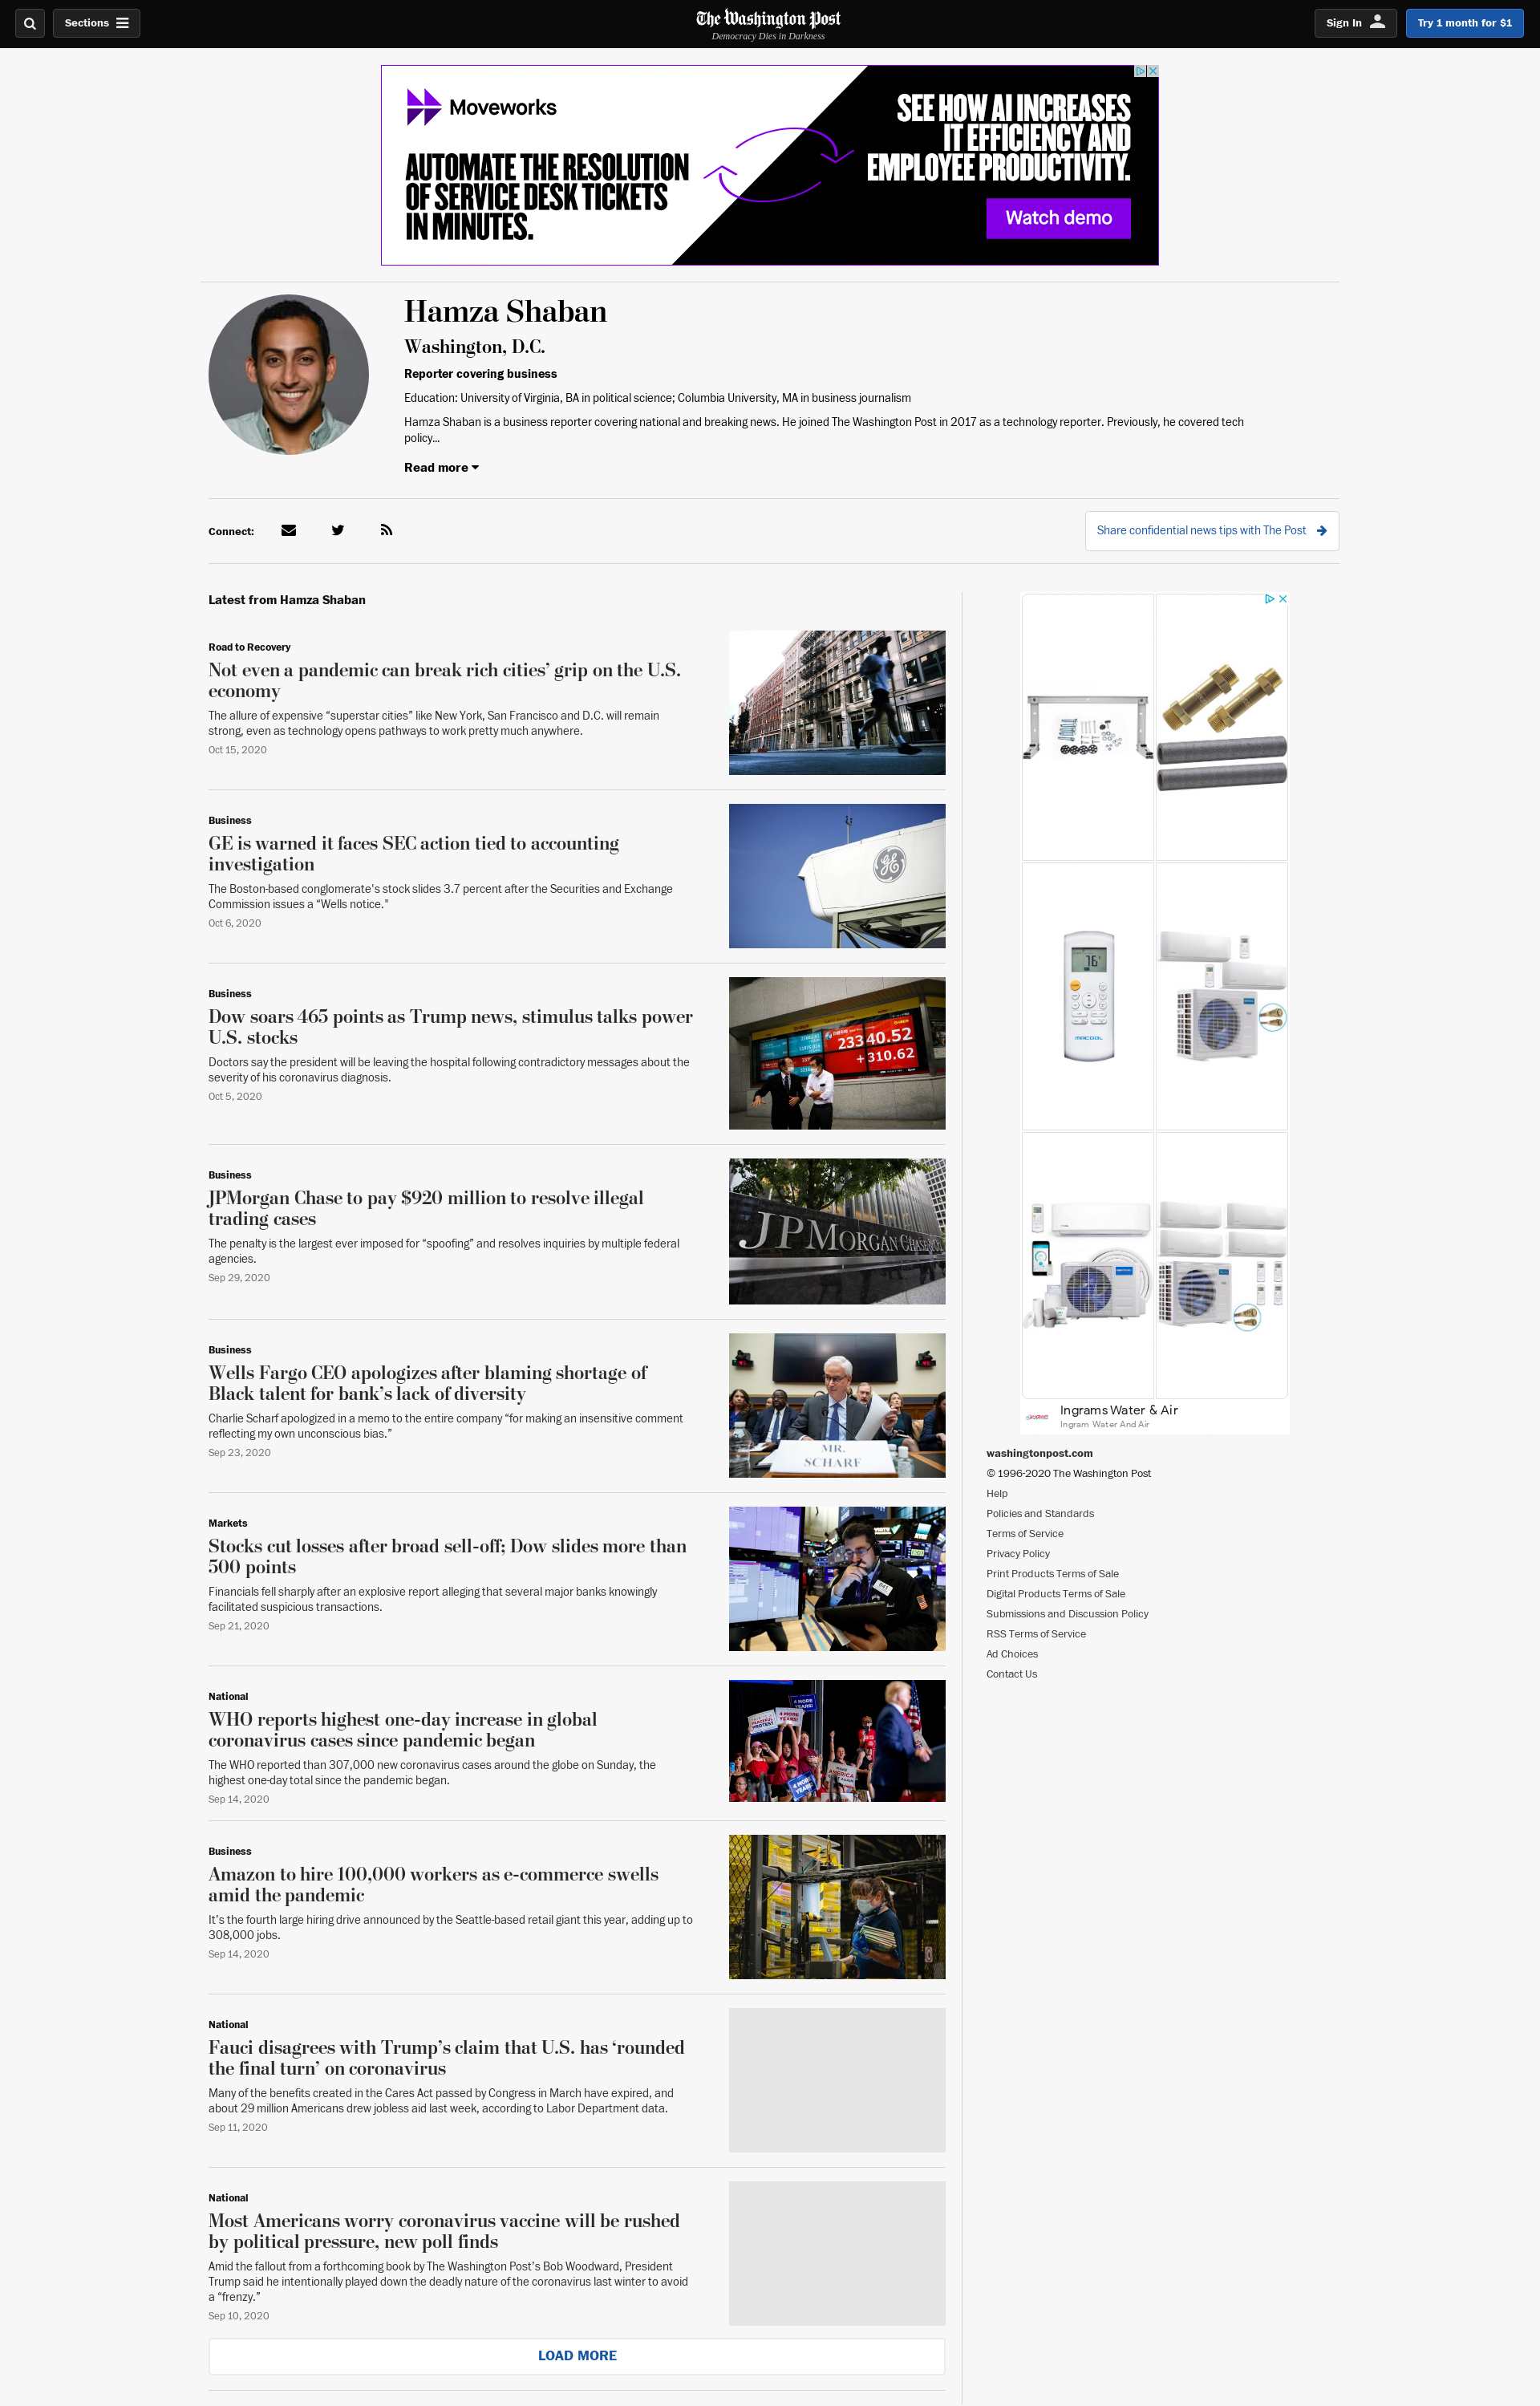 Sections
The Washington Post
Democracy Dies in Darkness
Sign In
Try 1 month for $1
Moveworks
AUTOMATE THE RESOLUTION
OF SERVICE DESK TICKETS
IN MINUTES.
SEE HOW AI INCREASES
IT EFFICIENCY AND
EMPLOYEE PRODUCTIVITY.
Watch demo
Hamza Shaban
Washington, D.C.
Reporter covering business
Education: University of Virginia, BA in political science; Columbia University, MA in business journalism
Hamza Shaban is a business reporter covering national and breaking news. He joined The Washington Post in 2017 as a technology reporter. Previously, he covered tech
policy...
Read more
Connect:
Share confidential news tips with The Post
Latest from Hamza Shaban
Road to Recovery
Not even a pandemic can break rich cities’ grip on the U.S.
economy
The allure of expensive “superstar cities” like New York, San Francisco and D.C. will remain
strong, even as technology opens pathways to work pretty much anywhere.
Oct 15, 2020
Business
GE is warned it faces SEC action tied to accounting
investigation
The Boston-based conglomerate's stock slides 3.7 percent after the Securities and Exchange
Commission issues a “Wells notice."
Oct 6, 2020
GE
Business
Dow soars 465 points as Trump news, stimulus talks power
U.S. stocks
Doctors say the president will be leaving the hospital following contradictory messages about the
severity of his coronavirus diagnosis.
Oct 5, 2020
23340.52
+310.62
Business
JPMorgan Chase to pay $920 million to resolve illegal
trading cases
The penalty is the largest ever imposed for “spoofing” and resolves inquiries by multiple federal
agencies.
Sep 29, 2020
JPMORGAN CHASE & CO.
Business
Wells Fargo CEO apologizes after blaming shortage of
Black talent for bank’s lack of diversity
Charlie Scharf apologized in a memo to the entire company “for making an insensitive comment
reflecting my own unconscious bias.”
Sep 23, 2020
MR.
SCHARF
Markets
Stocks cut losses after broad sell-off; Dow slides more than
500 points
Financials fell sharply after an explosive report alleging that several major banks knowingly
facilitated suspicious transactions.
Sep 21, 2020
National
WHO reports highest one-day increase in global
coronavirus cases since pandemic began
The WHO reported than 307,000 new coronavirus cases around the globe on Sunday, the
highest one-day total since the pandemic began.
Sep 14, 2020
PEACEFUL
PROTEST
4 MORE
YEARS!
4 MORE
YEARS!
AMERICA
4 MORE
YEARS!
Business
Amazon to hire 100,000 workers as e-commerce swells
amid the pandemic
It’s the fourth large hiring drive announced by the Seattle-based retail giant this year, adding up to
308,000 jobs.
Sep 14, 2020
National
Fauci disagrees with Trump’s claim that U.S. has ‘rounded
the final turn’ on coronavirus
Many of the benefits created in the Cares Act passed by Congress in March have expired, and
about 29 million Americans drew jobless aid last week, according to Labor Department data.
Sep 11, 2020
National
Most Americans worry coronavirus vaccine will be rushed
by political pressure, new poll finds
Amid the fallout from a forthcoming book by The Washington Post’s Bob Woodward, President
Trump said he intentionally played down the deadly nature of the coronavirus last winter to avoid
a “frenzy.”
Sep 10, 2020
LOAD MORE
76
MRCOOL
Ingrams Water & Air
Ingram Water And Air
washingtonpost.com
© 1996-2020 The Washington Post
Help
Policies and Standards
Terms of Service
Privacy Policy
Print Products Terms of Sale
Digital Products Terms of Sale
Submissions and Discussion Policy
RSS Terms of Service
Ad Choices
Contact Us